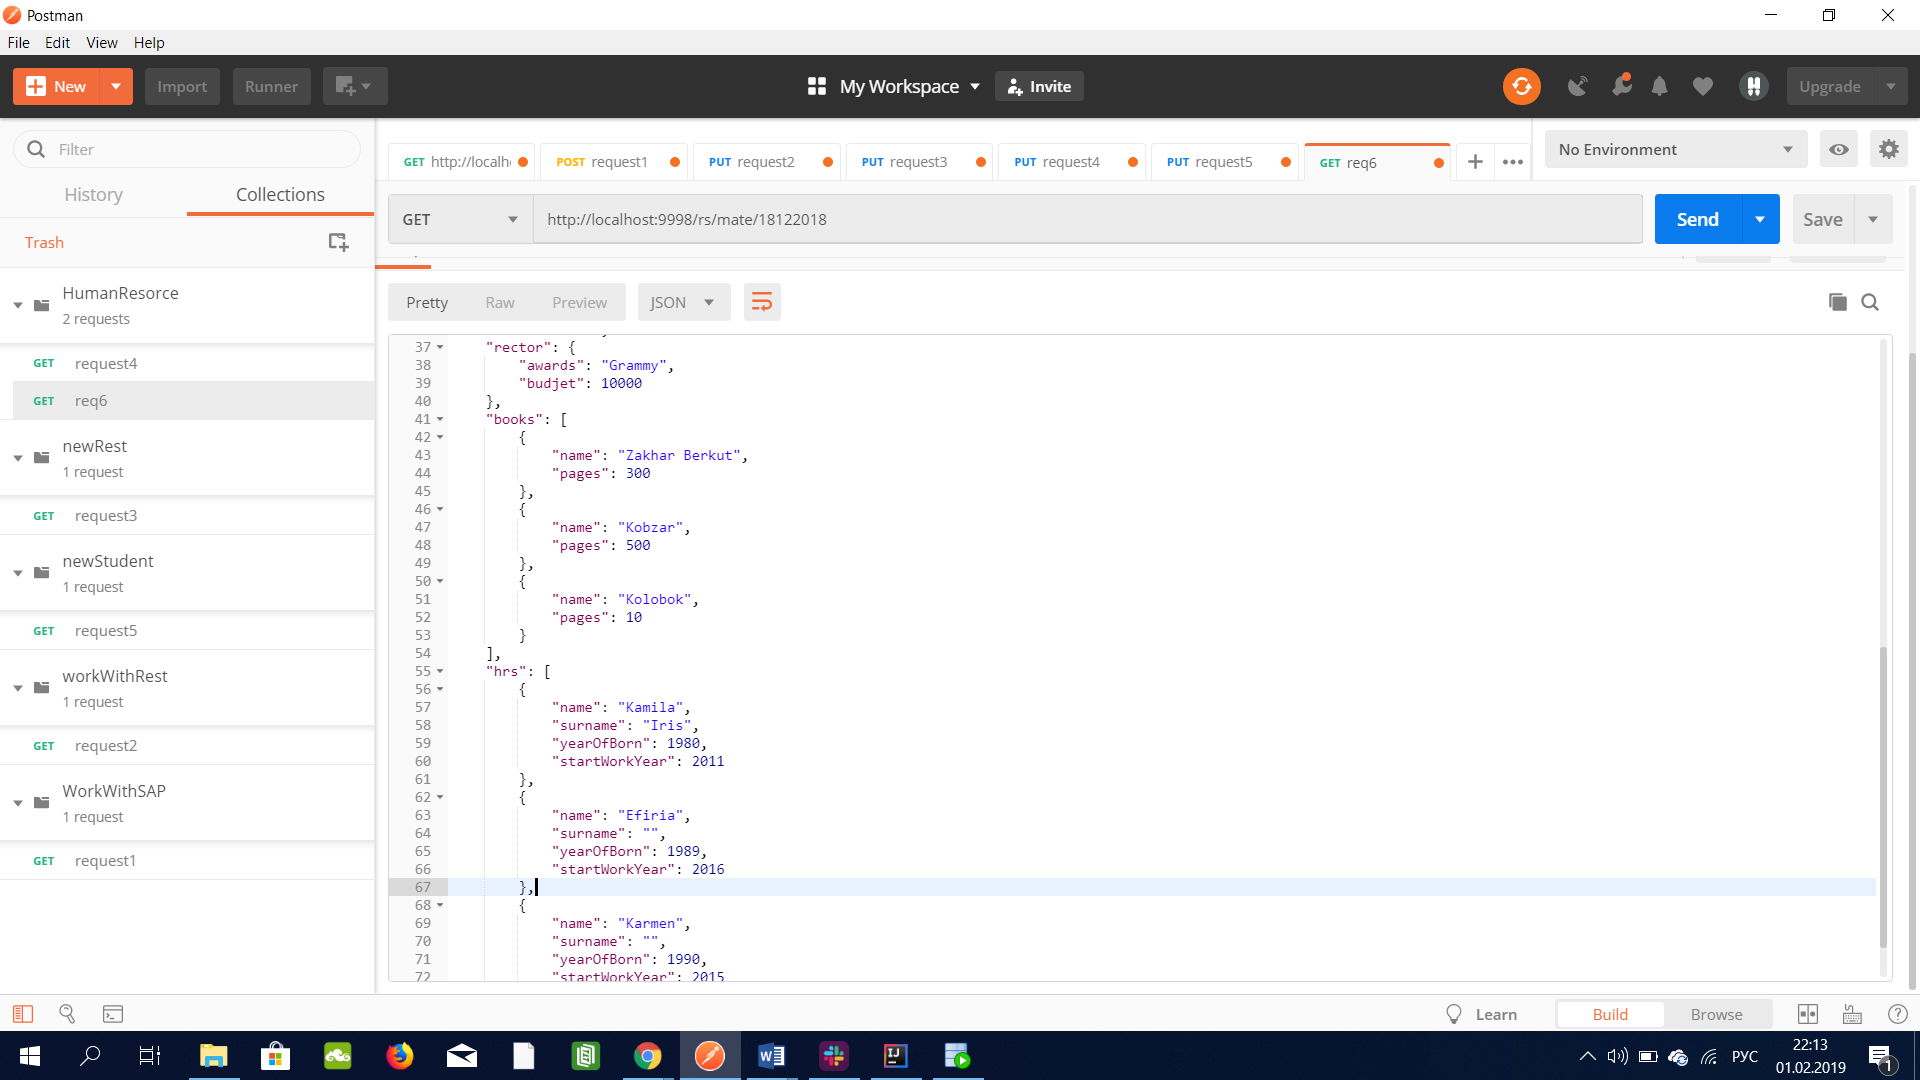 Postman
File Edit View Help
New Import Runner My Workspace Invite Upgrade
Filter
History Collections
Trash
HumanResorce
2 requests
GET request4
GET req6
newRest
1 request
GET request3
newStudent
1 request
GET request5
workWithRest
1 request
GET request2
WorkWithSAP
1 request
GET request1
GET http://localh POST request1 PUT request2 PUT request3 PUT request4 PUT request5 GET req6
No Environment
GET http://localhost:9998/rs/mate/18122018 Send Save
Pretty Raw Preview JSON
37 "rector": {
38 "awards": "Grammy",
39 "budjet": 10000
40 },
41 "books": [
42 {
43 "name": "Zakhar Berkut",
44 "pages": 300
45 },
46 {
47 "name": "Kobzar",
48 "pages": 500
49 },
50 {
51 "name": "Kolobok",
52 "pages": 10
53 }
54 ],
55 "hrs": [
56 {
57 "name": "Kamila",
58 "surname": "Iris",
59 "yearOfBorn": 1980,
60 "startWorkYear": 2011
61 },
62 {
63 "name": "Efiria",
64 "surname": "",
65 "yearOfBorn": 1989,
66 "startWorkYear": 2016
67 },
68 {
69 "name": "Karmen",
70 "surname": "",
71 "yearOfBorn": 1990,
72 "startWorkYear": 2015
Learn Build Browse
РУС
22:13
01.02.2019
1